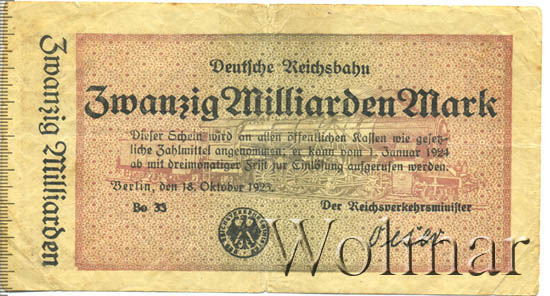 Zwanzig Milliarden
Deutsche Reichsbahn
Zwanzig Milliarden Mark
Dieser Schein wird an allen öffentlichen Kassen wie gesetz-
liche Zahlmittel angenommen; er kann vom 1. Januar 1924
ab mit dreimonatiger Frist zur Einlösung aufgerufen werden.
Berlin, den 18. Oktober 1923.
Bo 33
Der Reichsverkehrsminister
Oeser
Wolmar